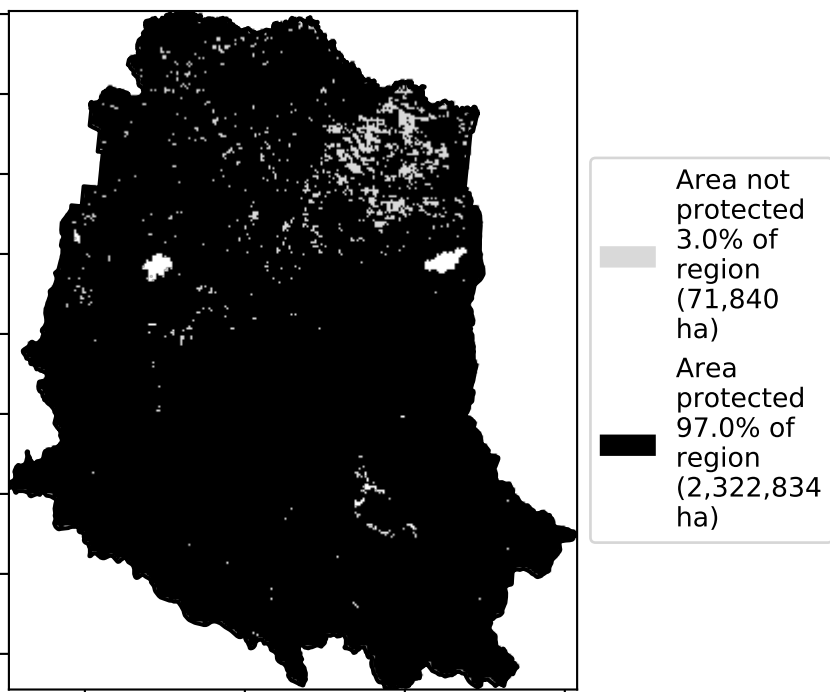 Area not
protected
3.0% of
region
(71,840
ha)
Area
protected
97.0% of
region
(2,322,834
ha)